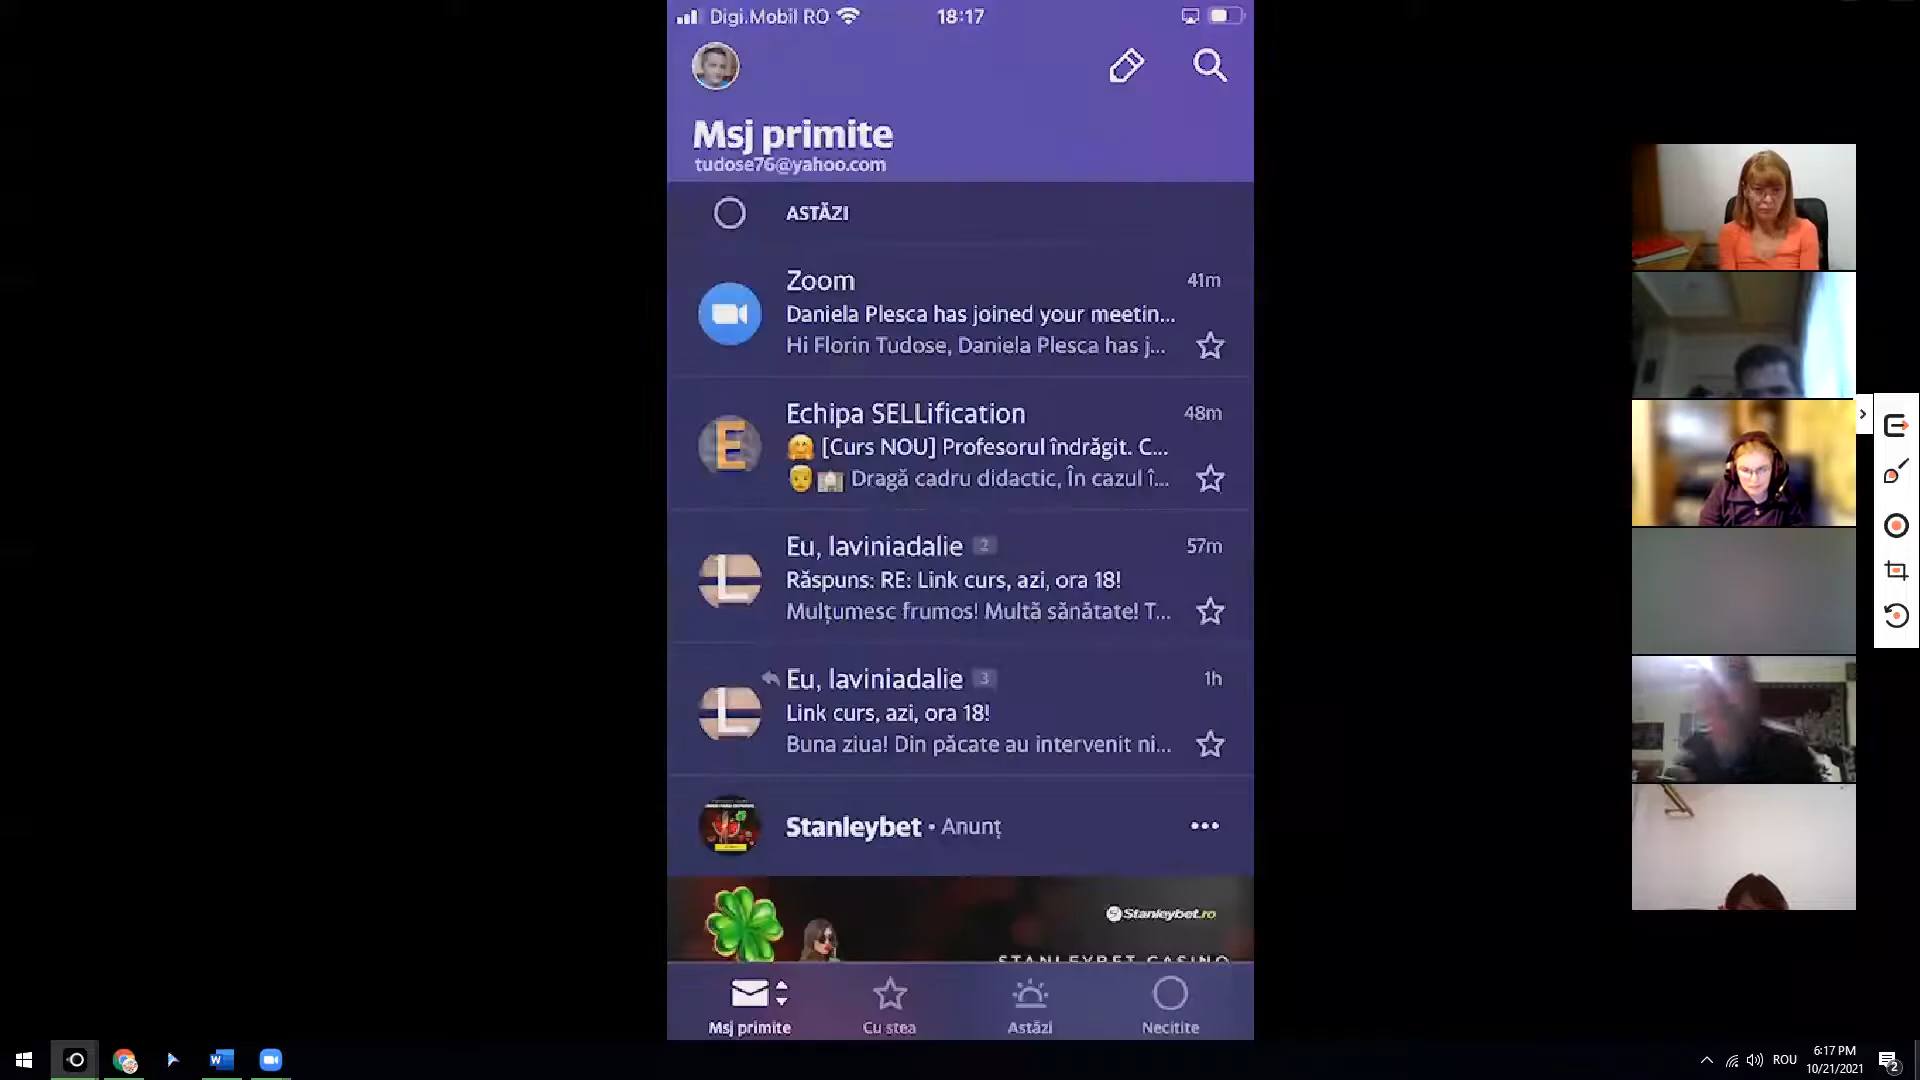 Digi.Mobil RO
18:17
Msj primite
tudose76@yahoo.com
ASTĂZI
Zoom
41m
Daniela Plesca has joined your meetin...
Hi Florin Tudose, Daniela Plesca has j...
E
Echipa SELLification
48m
[Curs NOU] Profesorul îndrăgit. C...
Dragă cadru didactic, În cazul î...
L
Eu, laviniadalie 2
57m
Răspuns: RE: Link curs, azi, ora 18!
Mulțumesc frumos! Multă sănătate! T...
L
Eu, laviniadalie 3
1h
Link curs, azi, ora 18!
Buna ziua! Din păcate au intervenit ni...
Stanleybet • Anunț
Stanleybet.ro
STANLEYBET CASINO
Msj primite
Cu stea
Astăzi
Necitite
W
ROU
6:17 PM
10/21/2021
2